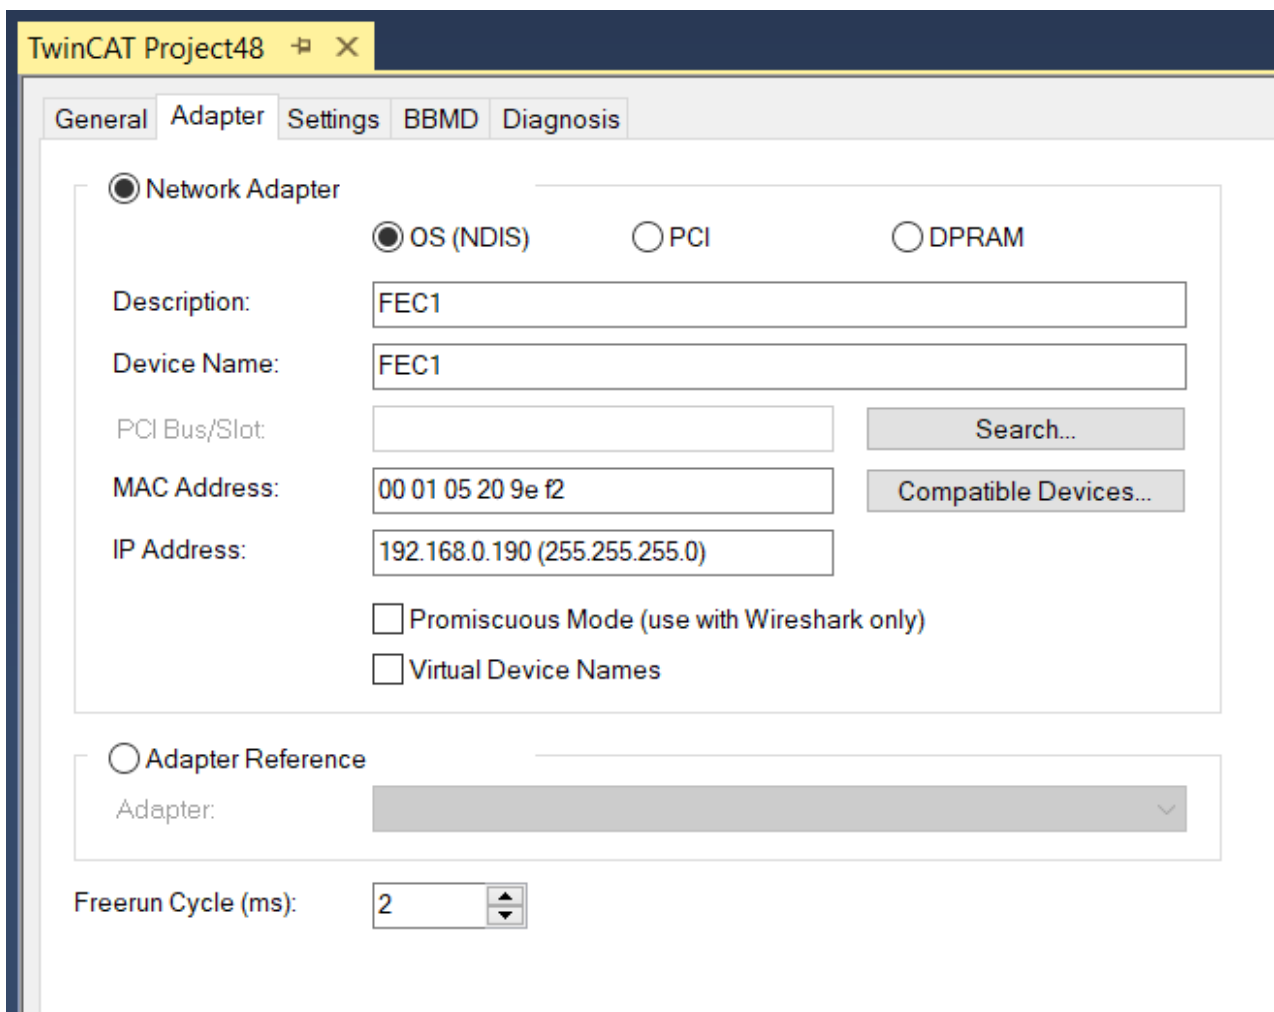 TwinCAT Project48
General Adapter Settings BBMD Diagnosis
Network Adapter
OS (NDIS) PCI DPRAM
Description: FEC1
Device Name: FEC1
PCI Bus/Slot: Search...
MAC Address: 00 01 05 20 9e f2 Compatible Devices...
IP Address: 192.168.0.190 (255.255.255.0)
Promiscuous Mode (use with Wireshark only)
Virtual Device Names
Adapter Reference
Adapter:
Freerun Cycle (ms): 2